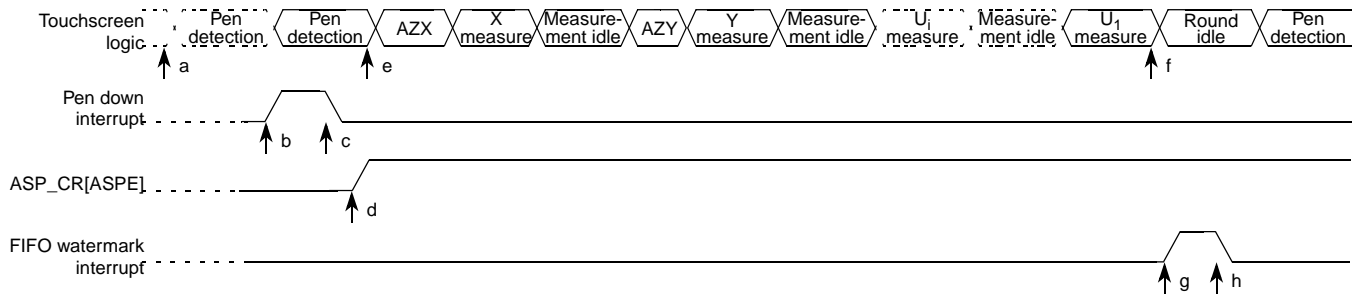 Touchscreen
logic
Pen
detection
Pen
detection
AZX
X
measure
Measure-
ment idle
AZY
Y
measure
Measure-
ment idle
Ui
measure
Measure-
ment idle
U1
measure
Round
idle
Pen
detection
a
e
f
Pen down
interrupt
b
c
ASP_CR[ASPE]
d
FIFO watermark
interrupt
g
h